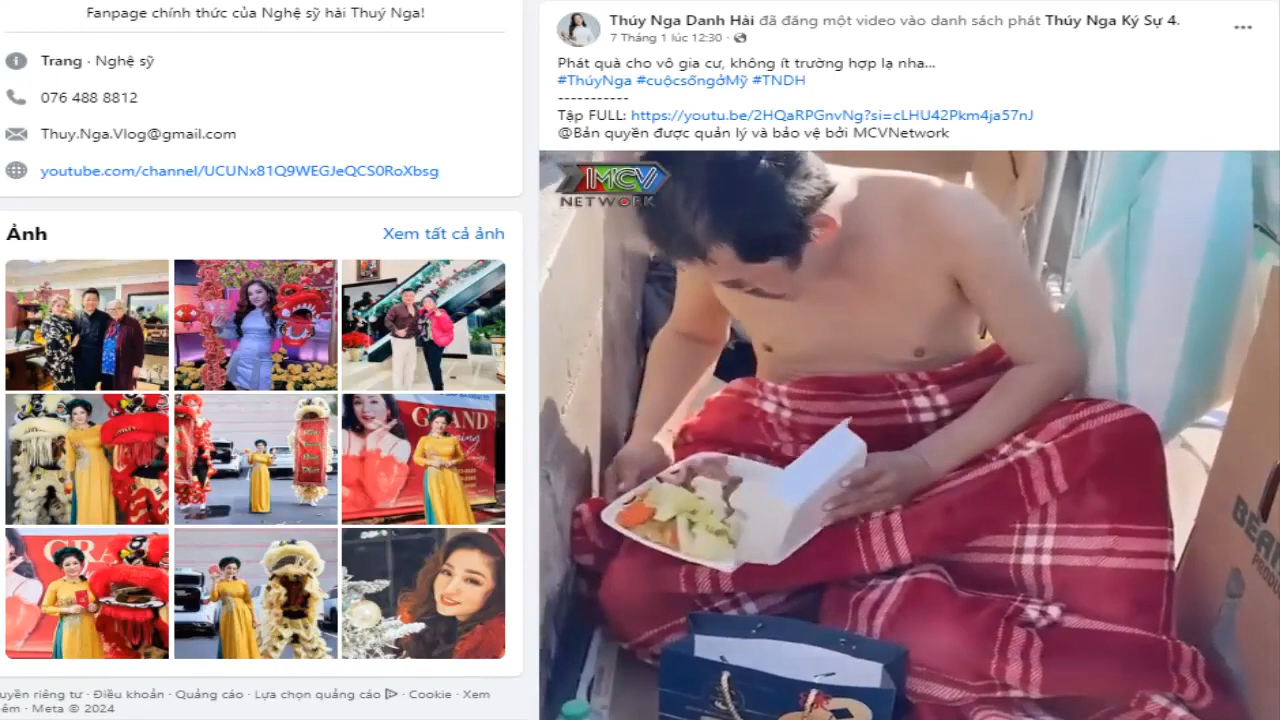 Fanpage chính thức của Nghệ sỹ hài Thuý Nga!
Trang · Nghệ sỹ
076 488 8812
Thuy.Nga.Vlog@gmail.com
youtube.com/channel/UCUNx81Q9WEGJeQCS0RoXbsg
Ảnh
Xem tất cả ảnh
GRAND
uyền riêng tư · Điều khoản · Quảng cáo · Lựa chọn quảng cáo · Cookie · Xem
êm · Meta © 2024
Thúy Nga Danh Hài đã đăng một video vào danh sách phát Thúy Nga Ký Sự 4.
7 Tháng 1 lúc 12:30 ·
Phát quà cho vô gia cư, không ít trường hợp lạ nha...
#ThúyNga #cuộcsốngởMỹ #TNDH
-----------
Tập FULL: https://youtu.be/2HQaRPGnvNg?si=cLHU42Pkm4ja57nJ
@Bản quyền được quản lý và bảo vệ bởi MCVNetwork
MCV
NETWORK